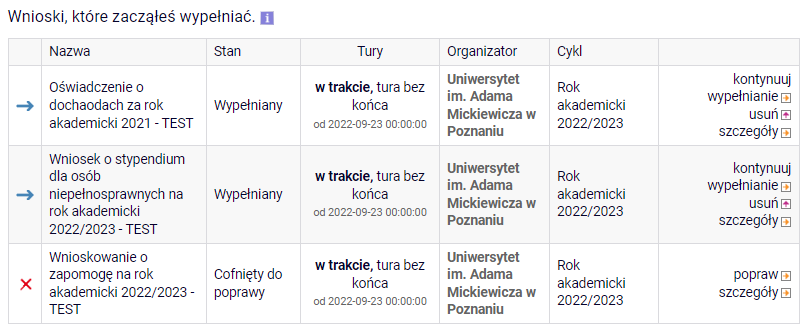 Wnioski, które zacząłeś wypełniać. i
Nazwa Stan Tury Organizator Cykl
Oświadczenie o
dochaodach za rok
akademicki 2021 - TEST
Wypełniany
w trakcie, tura bez
końca
od 2022-09-23 00:00:00
Uniwersytet
im. Adama
Mickiewicza w
Poznaniu
Rok
akademicki
2022/2023
kontynuuj
wypełnianie
usuń
szczegóły
Wniosek o stypendium
dla osób
niepełnosprawnych na
rok akademicki
2022/2023 - TEST
Wypełniany
w trakcie, tura bez
końca
od 2022-09-23 00:00:00
Uniwersytet
im. Adama
Mickiewicza w
Poznaniu
Rok
akademicki
2022/2023
kontynuuj
wypełnianie
usuń
szczegóły
Wnioskowanie o
zapomogę na rok
akademicki 2022/2023 -
TEST
Cofnięty do
poprawy
w trakcie, tura bez
końca
od 2022-09-23 00:00:00
Uniwersytet
im. Adama
Mickiewicza w
Poznaniu
Rok
akademicki
2022/2023
popraw
szczegóły